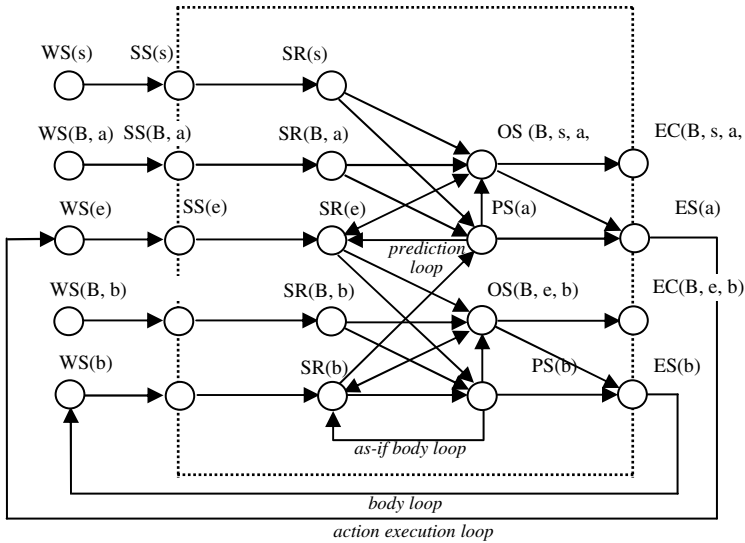 WS(s) SS(s) SR(s)
WS(B, a) SS(B, a) SR(B, a) OS (B, s, a, EC(B, s, a,
WS(e) SS(e) SR(e) PS(a) ES(a)
prediction
loop
WS(B, b) SR(B, b) OS(B, e, b) EC(B, e, b)
WS(b) SR(b) PS(b) ES(b)
as-if body loop
body loop
action execution loop